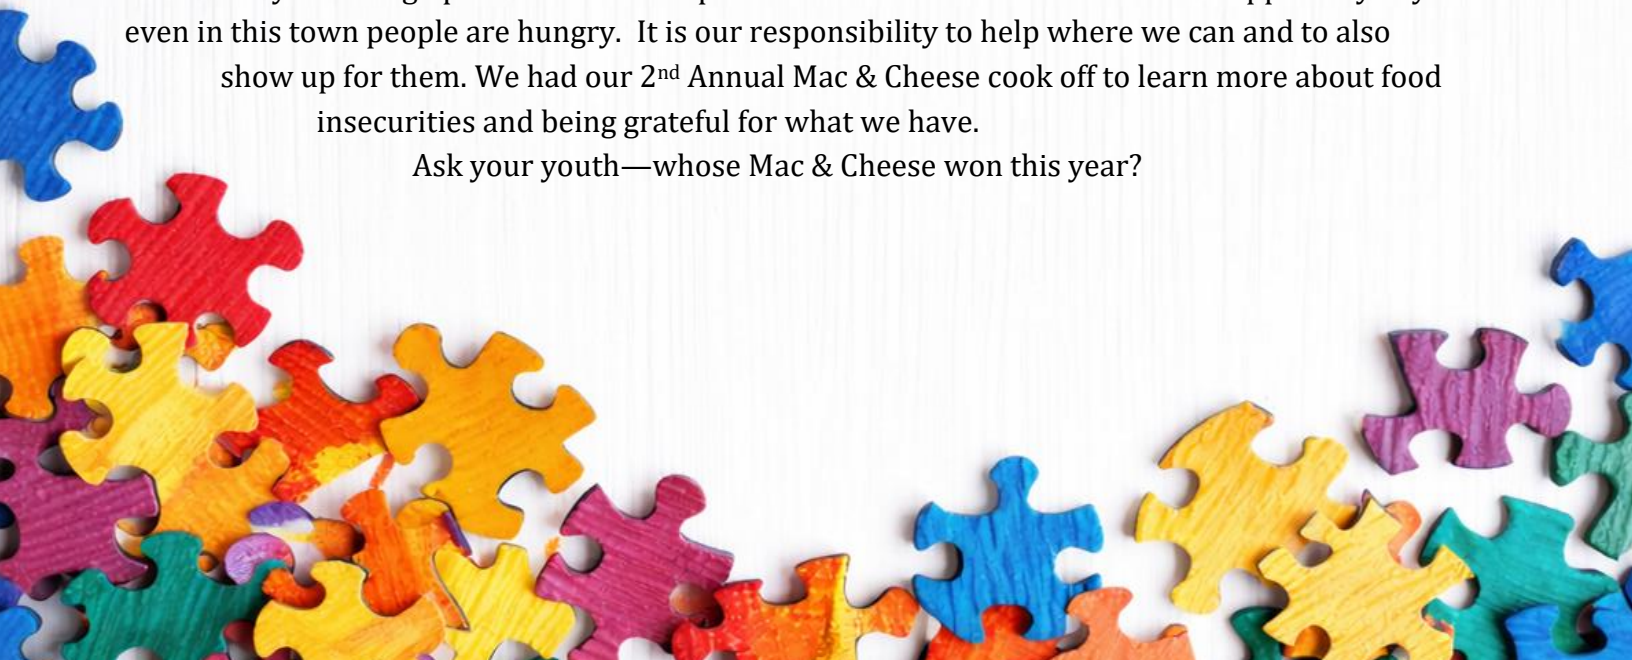 even in this town people are hungry.  It is our responsibility to help where we can and to also
show up for them. We had our 2nd Annual Mac & Cheese cook off to learn more about food
insecurities and being grateful for what we have.
Ask your youth—whose Mac & Cheese won this year?